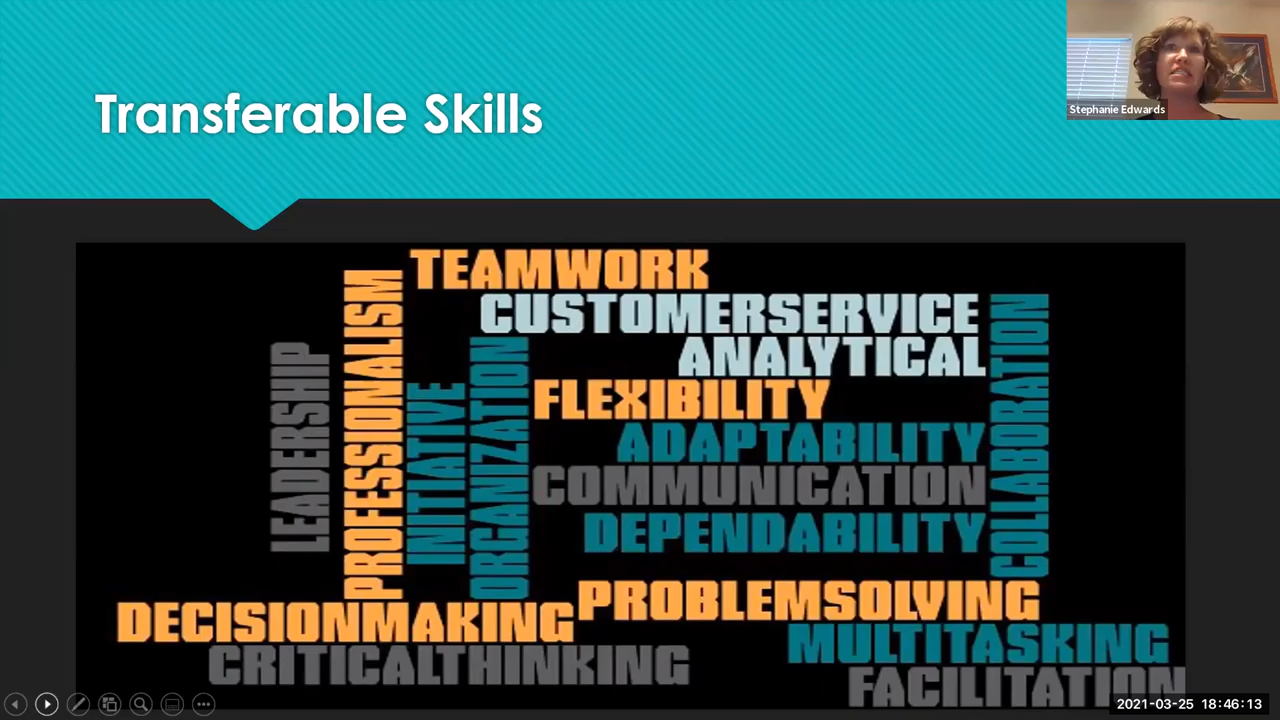 Transferable Skills
Stephanie Edwards
TEAMWORK
CUSTOMERSERVICE
ANALYTICAL
LEADERSHIP
PROFESSIONALISM
INITIATIVE
ORGANIZATION
FLEXIBILITY
ADAPTABILITY
COMMUNICATION
DEPENDABILITY
COLLABORATION
PROBLEMSOLVING
DECISIONMAKING
MULTITASKING
CRITICALTHINKING
FACILITATION
2021-03-25 18:46:13